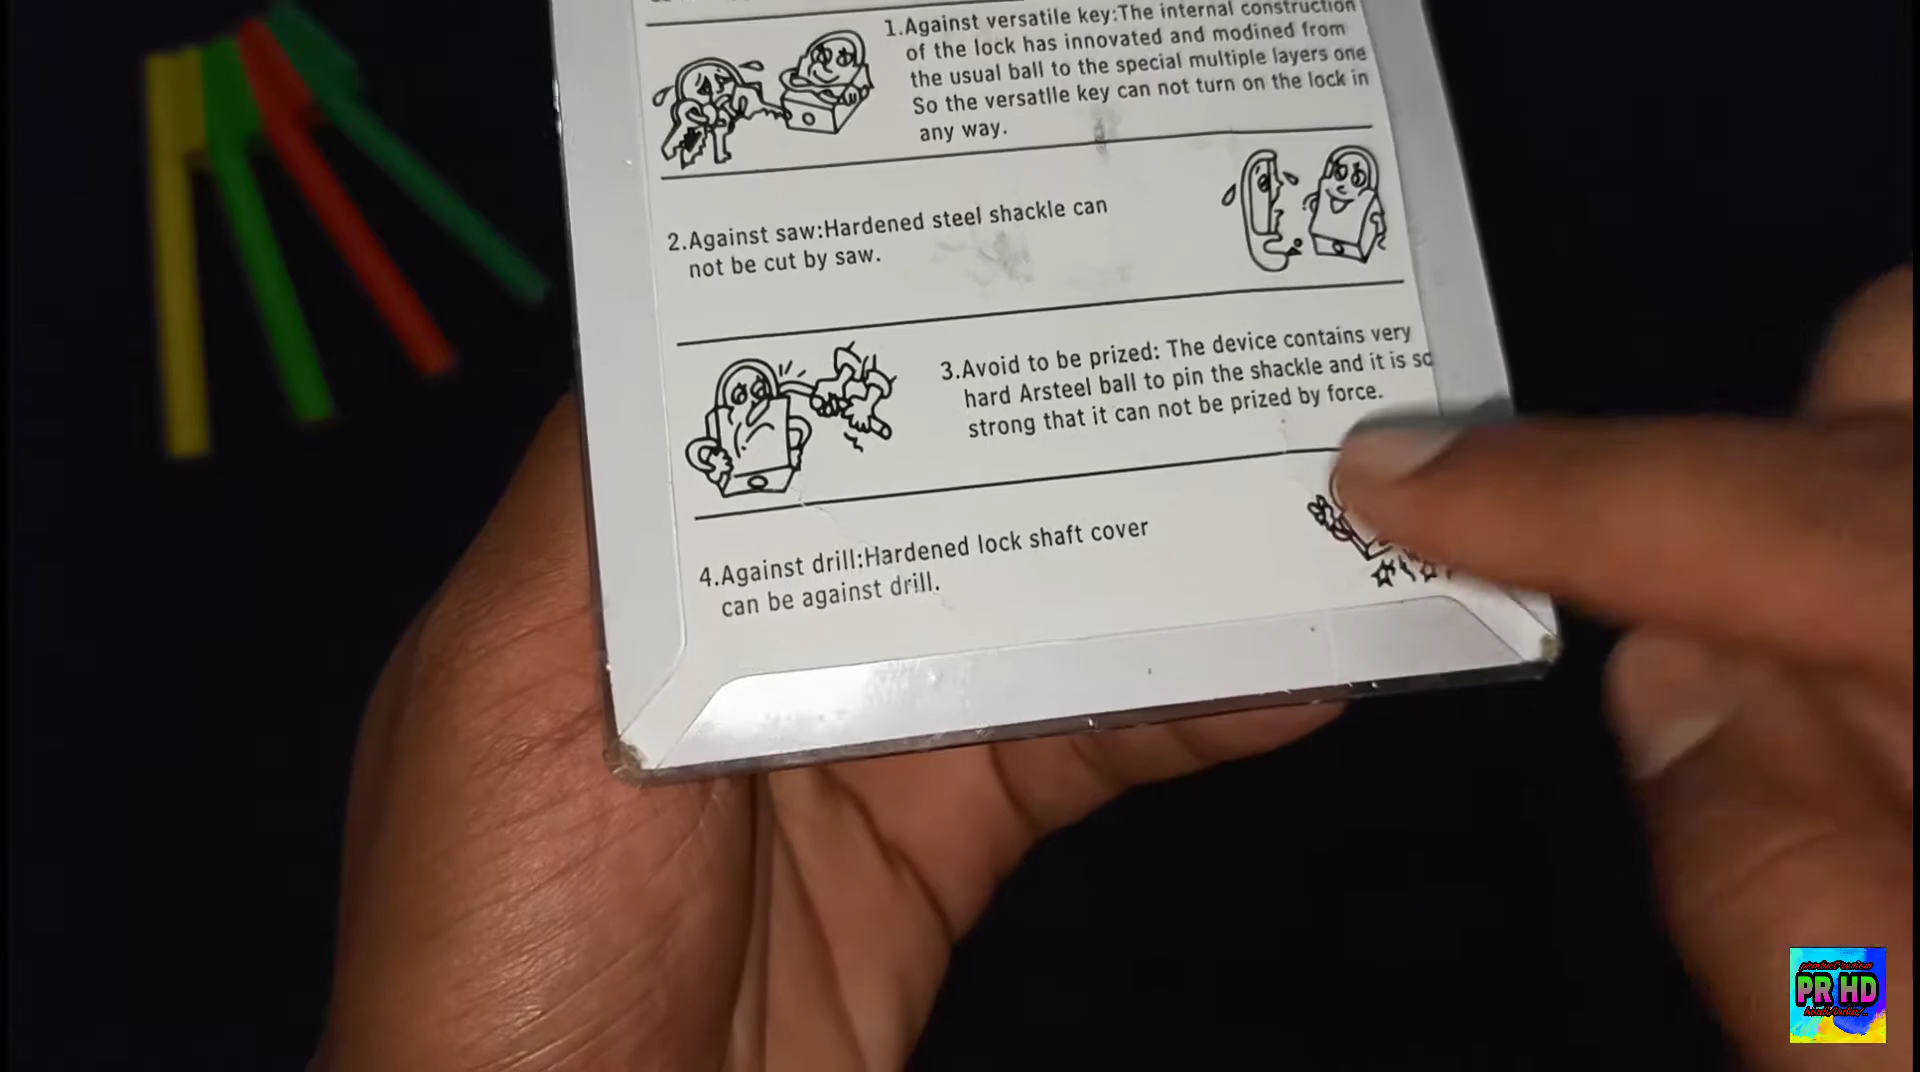 1.Against versatile key:The internal construction
of the lock has innovated and modined from
the usual ball to the special multiple layers one
So the versatlle key can not turn on the lock in
any way.
2.Against saw:Hardened steel shackle can
not be cut by saw.
3.Avoid to be prized: The device contains very
hard Arsteel ball to pin the shackle and it is so
strong that it can not be prized by force.
4.Against drill:Hardened lock shaft cover
can be against drill.
PR HD